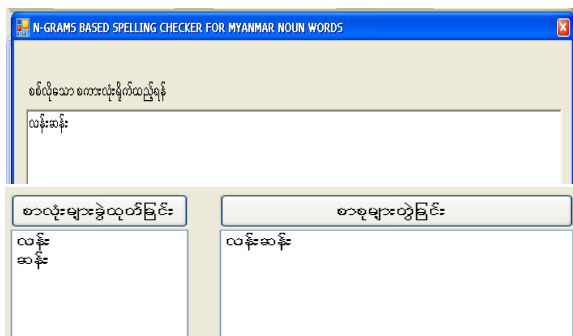 N-GRAMS BASED SPELLING CHECKER FOR MYANMAR NOUN WORDS
စစ်လိုသော စကားလုံးရိုက်ထည့်ရန်
လန်းဆန်း
စာလုံးများခွဲထုတ်ခြင်း
စာစုများတွဲခြင်း
လန်း
ဆန်း
လန်းဆန်း